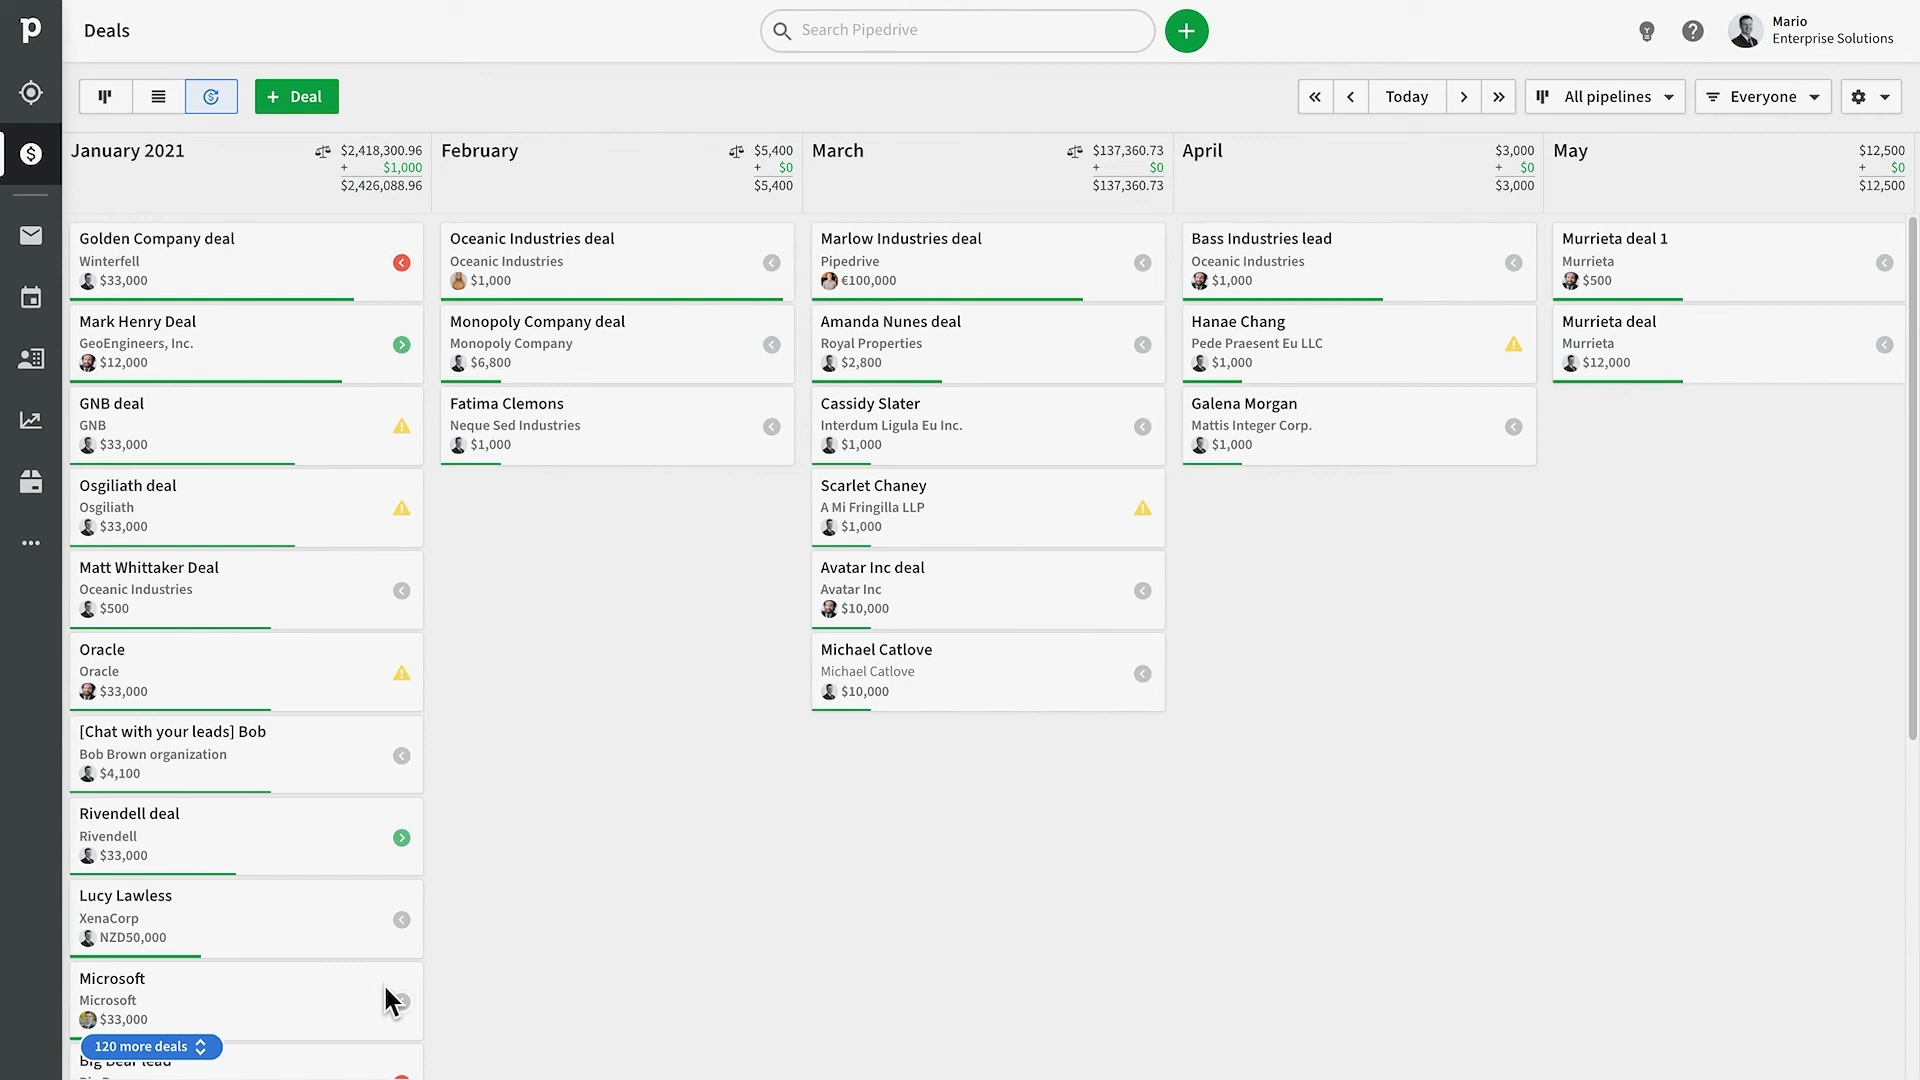 Deals
Search Pipedrive
Mario
Enterprise Solutions
+ Deal
Today
All pipelines
Everyone
January 2021
$2,418,300.96
+ $1,000
$2,426,088.96
February
$5,400
+ $0
$5,400
March
$137,360.73
+ $0
$137,360.73
April
$3,000
+ $0
$3,000
May
$12,500
+ $0
$12,500
Golden Company deal
Winterfell
$33,000
Mark Henry Deal
GeoEngineers, Inc.
$12,000
GNB deal
GNB
$33,000
Osgiliath deal
Osgiliath
$33,000
Matt Whittaker Deal
Oceanic Industries
$500
Oracle
Oracle
$33,000
[Chat with your leads] Bob
Bob Brown organization
$4,100
Rivendell deal
Rivendell
$33,000
Lucy Lawless
XenaCorp
NZD50,000
Microsoft
Microsoft
$33,000
120 more deals
Big Bear lead
Oceanic Industries deal
Oceanic Industries
$1,000
Monopoly Company deal
Monopoly Company
$6,800
Fatima Clemons
Neque Sed Industries
$1,000
Marlow Industries deal
Pipedrive
€100,000
Amanda Nunes deal
Royal Properties
$2,800
Cassidy Slater
Interdum Ligula Eu Inc.
$1,000
Scarlet Chaney
A Mi Fringilla LLP
$1,000
Avatar Inc deal
Avatar Inc
$10,000
Michael Catlove
Michael Catlove
$10,000
Bass Industries lead
Oceanic Industries
$1,000
Hanae Chang
Pede Praesent Eu LLC
$1,000
Galena Morgan
Mattis Integer Corp.
$1,000
Murrieta deal 1
Murrieta
$500
Murrieta deal
Murrieta
$12,000